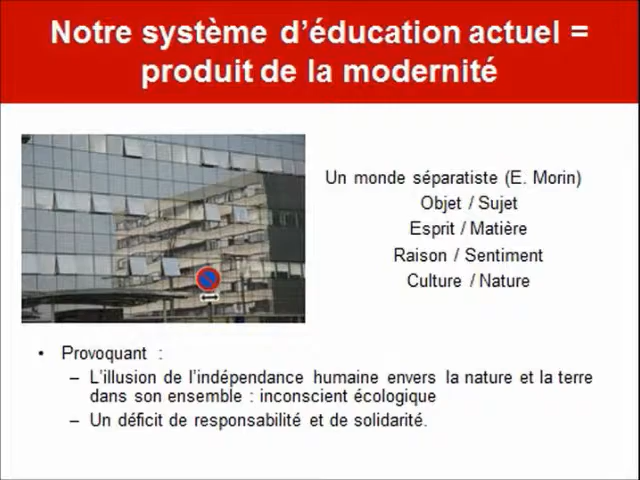 Notre système d'éducation actuel =
produit de la modernité
Un monde séparatiste (E. Morin)
Objet / Sujet
Esprit / Matière
Raison / Sentiment
Culture / Nature
• Provoquant :
– L'illusion de l'indépendance humaine envers la nature et la terre
dans son ensemble : inconscient écologique
– Un déficit de responsabilité et de solidarité.